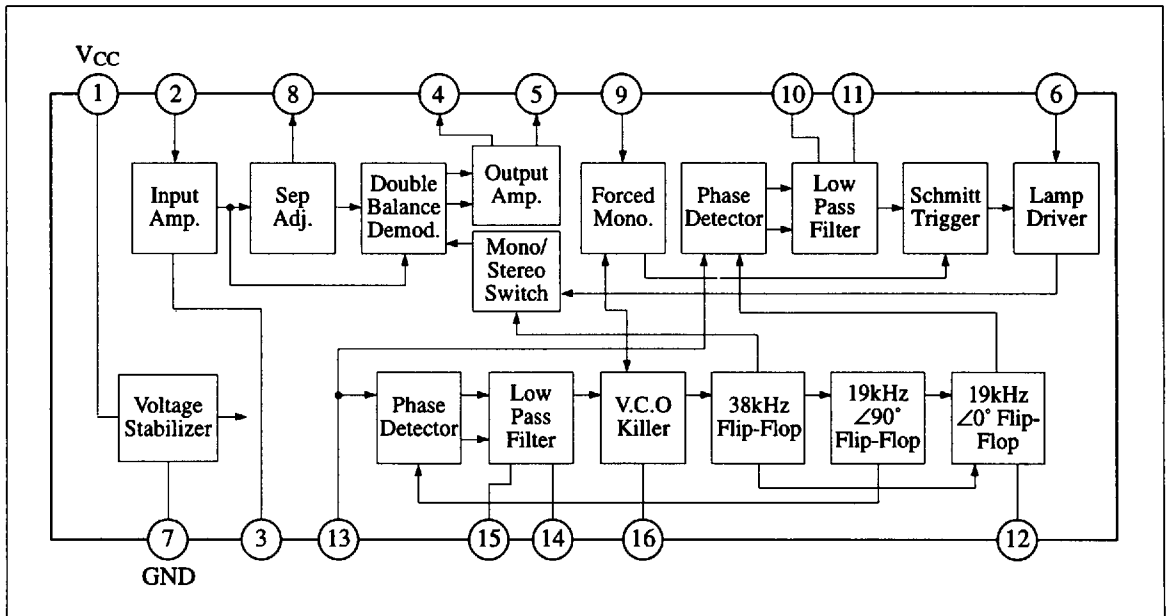 VCC
1
2
8
4
5
9
10
11
6
Input
Amp.
Sep
Adj.
Double
Balance
Demod.
Output
Amp.
Mono/
Stereo
Switch
Forced
Mono.
Phase
Detector
Low
Pass
Filter
Schmitt
Trigger
Lamp
Driver
Voltage
Stabilizer
Phase
Detector
Low
Pass
Filter
V.C.O
Killer
38kHz
Flip-Flop
19kHz
∠90°
Flip-Flop
19kHz
∠0° Flip-
Flop
7
3
13
15
14
16
12
GND